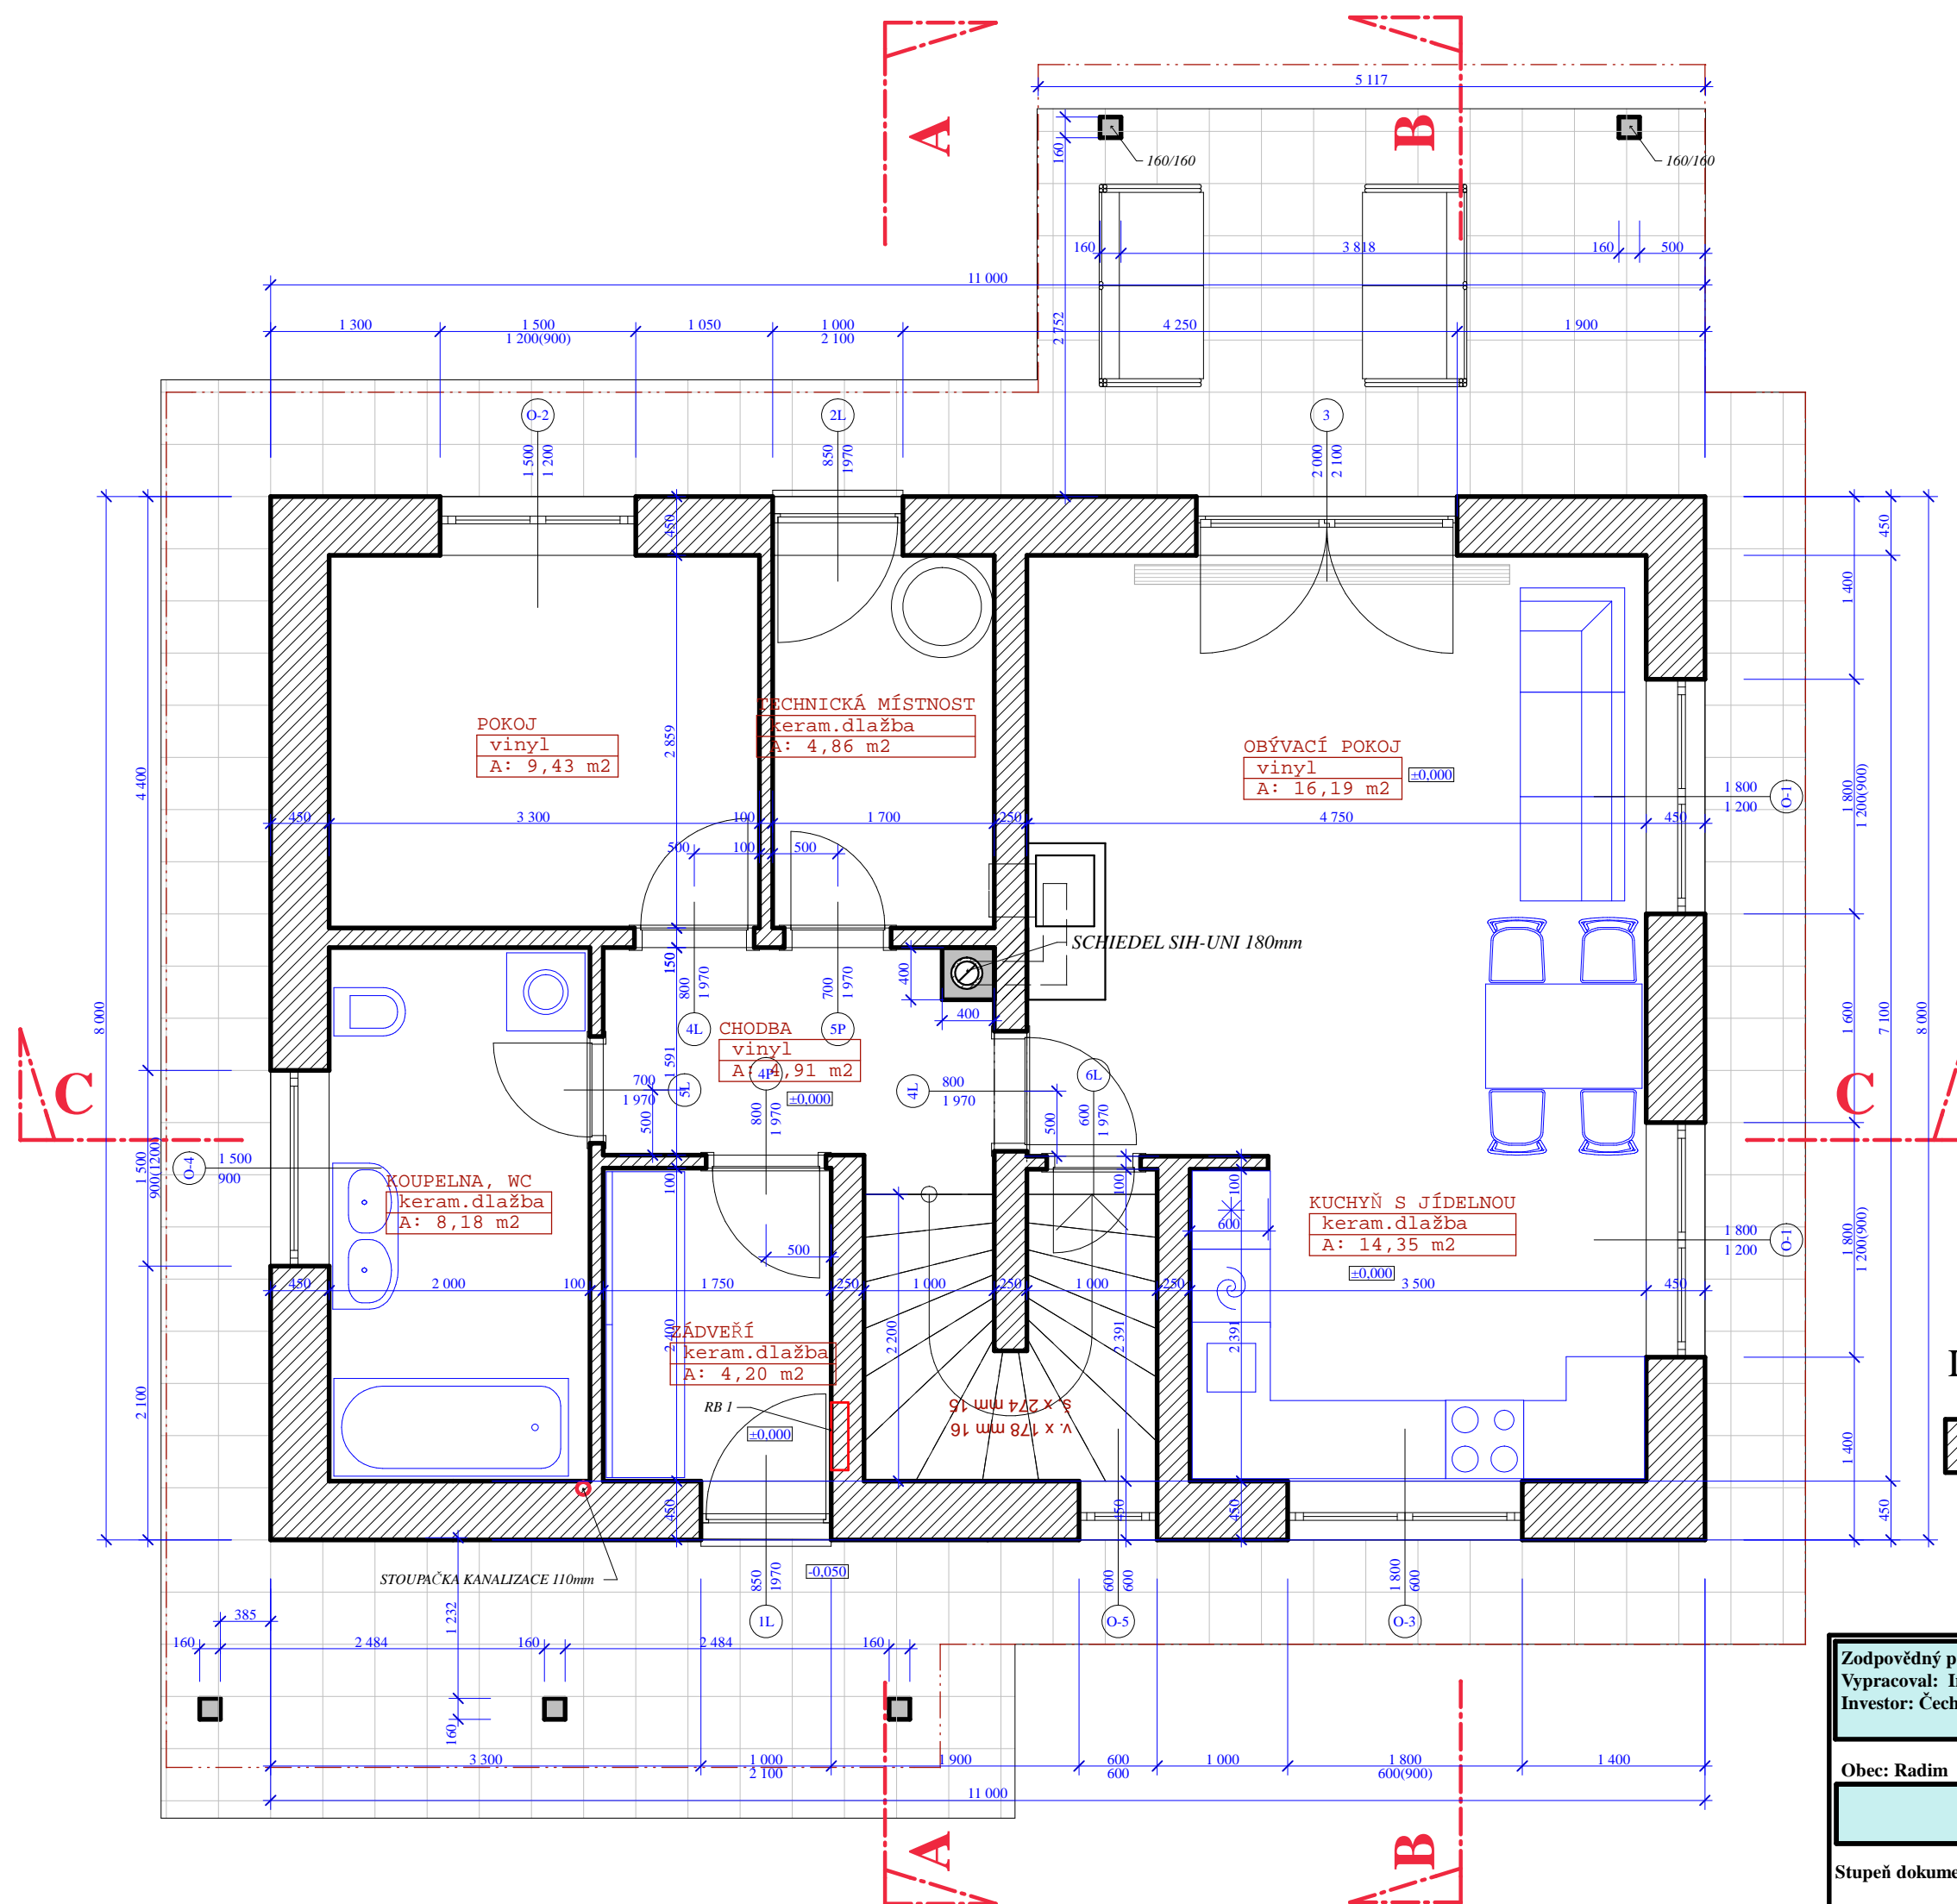 A
B
5 117
160
160/160
160/160
160
3 818
160
500
11 000
1 300
1 500
1 200(900)
1 050
1 000
2 100
2 752
4 250
1 900
O-2
2L
3
1 500
1 200
850
1970
2 000
2 100
450
450
1 400
2 859
TECHNICKÁ MÍSTNOST
keram.dlažba
A: 4,86 m2
POKOJ
vinyl
A: 9,43 m2
OBÝVACÍ POKOJ
vinyl
A: 16,19 m2
±0,000
4 400
1 800
1 200
O-1
1 800
1 200(900)
450
3 300
100
1 700
250
4 750
450
500
100
500
SCHIEDEL SIH-UNI 180mm
150
400
400
800
1 970
700
1 970
8 000
1 600
7 100
8 000
4L
CHODBA
vinyl
A: 4,91 m2
5P
1 591
4P
±0,000
700
1 970
5L
500
800
1 970
4L
800
1 970
500
6L
600
1 970
C
C
1 500
900(1200)
O-4
1 500
900
KOUPELNA, WC
keram.dlažba
A: 8,18 m2
100
100
100
600
500
KUCHYŇ S JÍDELNOU
keram.dlažba
A: 14,35 m2
±0,000
1 800
1 200
O-1
1 800
1 200(900)
450
2 000
100
1 750
250
1 000
250
1 000
250
3 500
450
2 400
2 200
2 391
2 391
ZÁDVEŘÍ
keram.dlažba
A: 4,20 m2
RB 1
±0,000
š x 274 mm 15
v. x 178 mm 16
2 100
1 400
450
450
450
450
STOUPAČKA KANALIZACE 110mm
850
1970
-0,050
600
600
1 800
600
1L
O-5
O-3
385
1 232
160
2 484
160
2 484
160
160
3 300
1 000
2 100
1 900
600
600
1 000
1 800
600(900)
1 400
11 000
A
B
Zodpovědný p
Vypracoval: I
Investor: Čech
Obec: Radim
Stupeň dokume